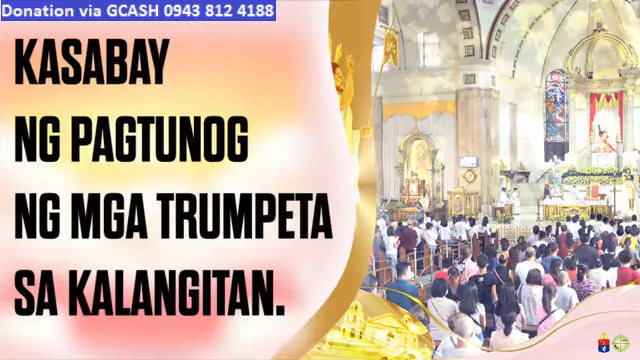 Donation via GCASH 0943 812 4188
KASABAY
NG PAGTUNOG
NG MGA TRUMPETA
SA KALANGITAN.